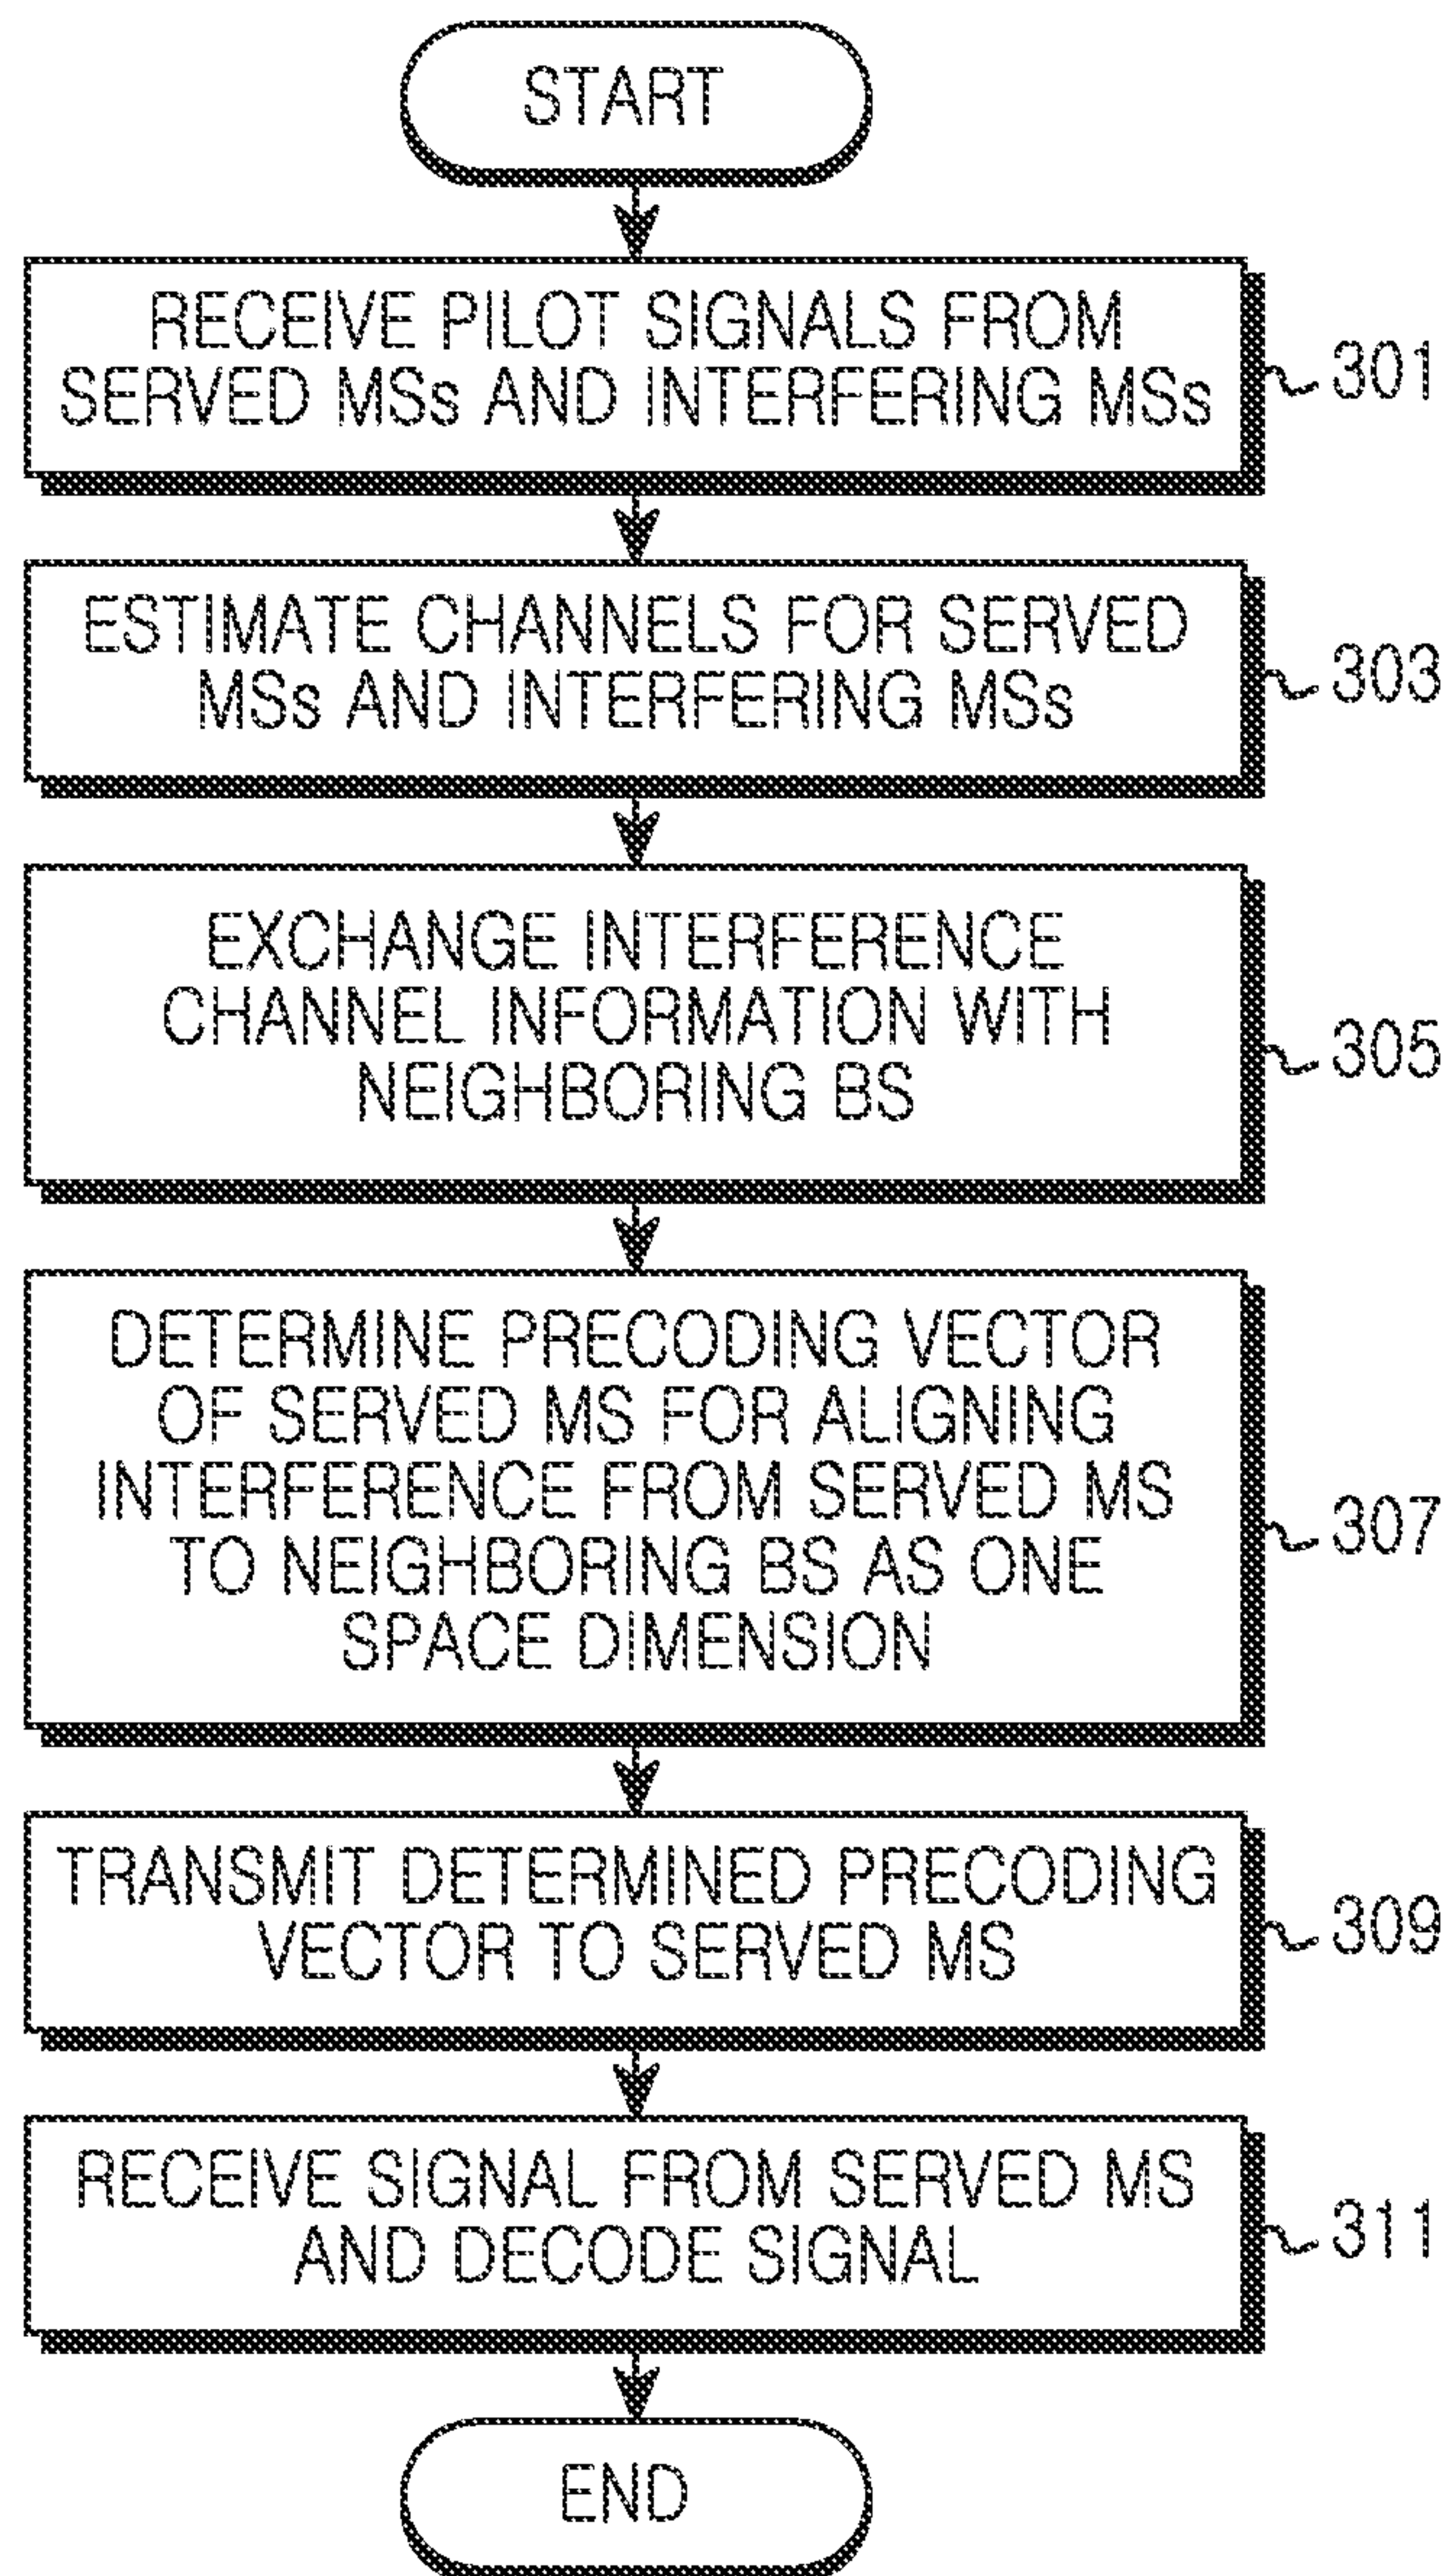 START
RECEIVE PILOT SIGNALS FROM
SERVED MSs AND INTERFERING MSs
301
ESTIMATE CHANNELS FOR SERVED
MSs AND INTERFERING MSs
303
EXCHANGE INTERFERENCE
CHANNEL INFORMATION WITH
NEIGHBORING BS
305
DETERMINE PRECODING VECTOR
OF SERVED MS FOR ALIGNING
INTERFERENCE FROM SERVED MS
TO NEIGHBORING BS AS ONE
SPACE DIMENSION
307
TRANSMIT DETERMINED PRECODING
VECTOR TO SERVED MS
309
RECEIVE SIGNAL FROM SERVED MS
AND DECODE SIGNAL
311
END